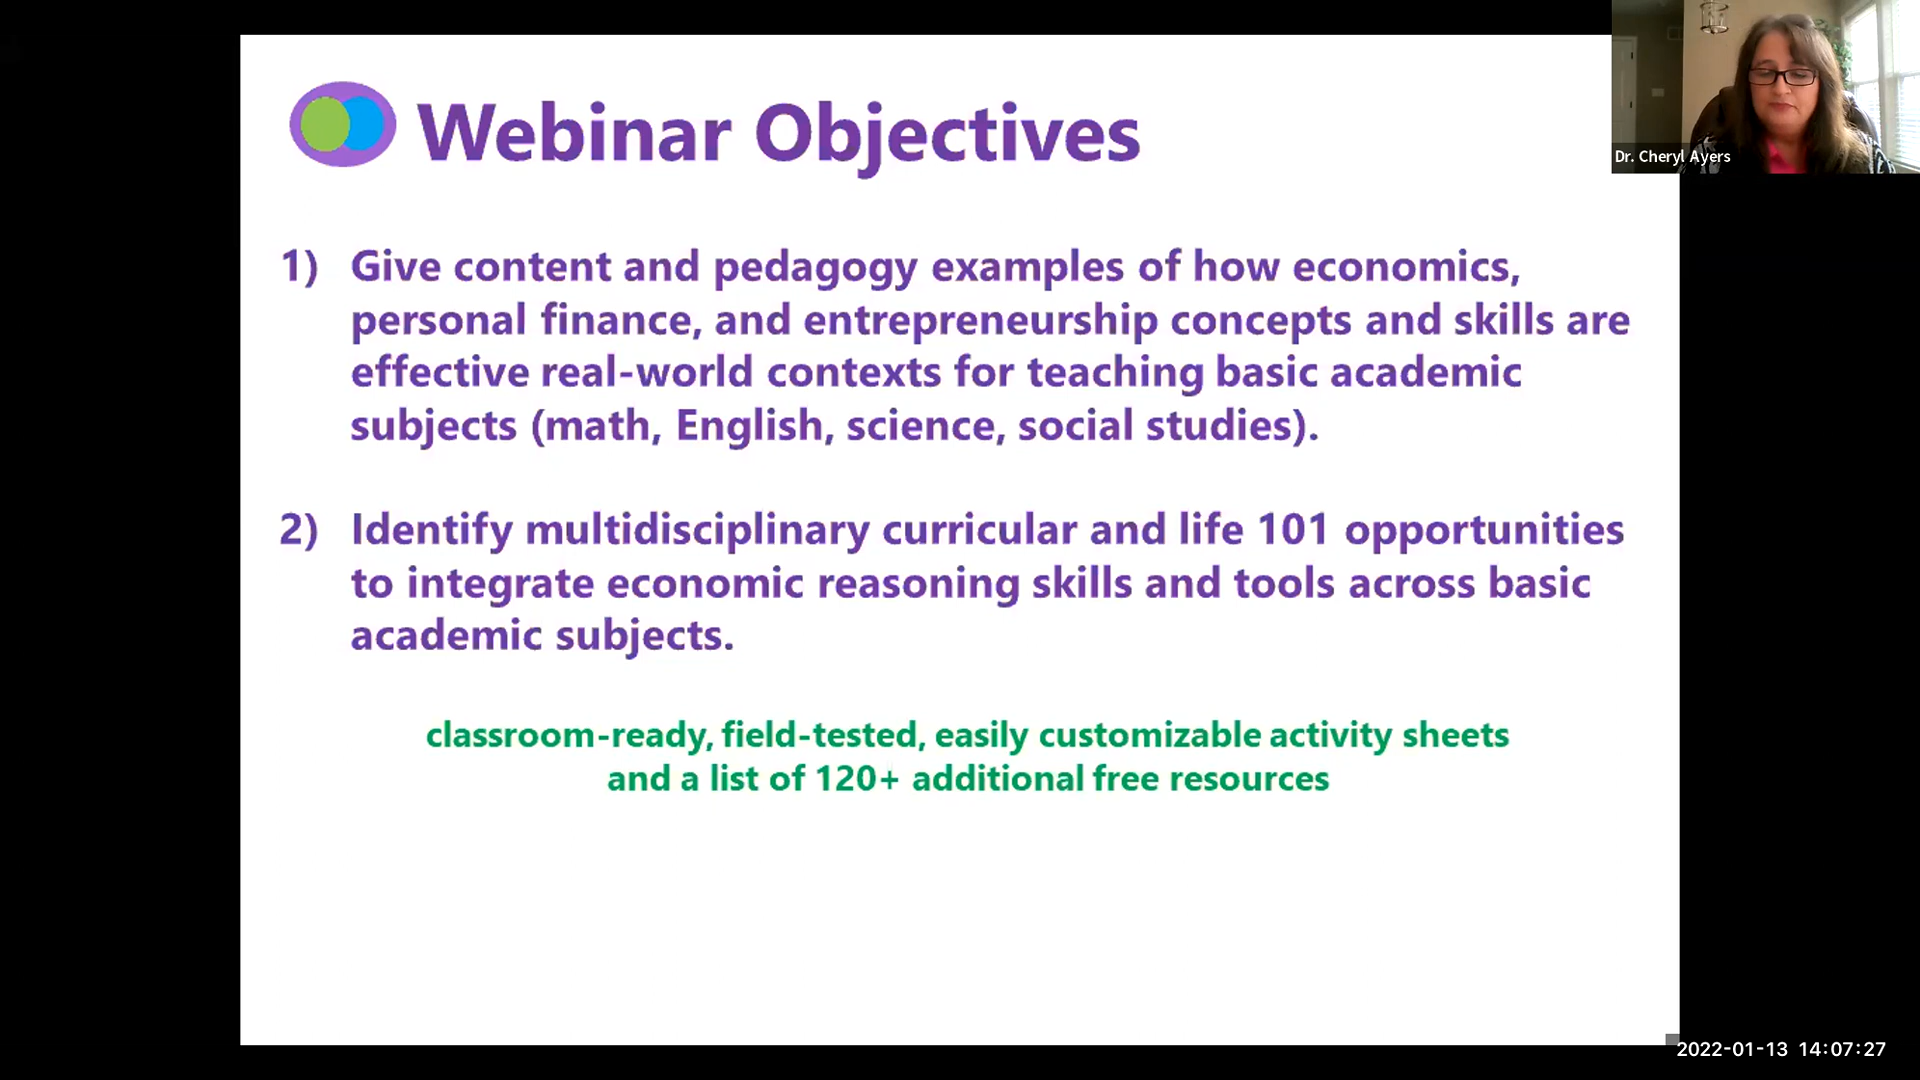 Webinar Objectives
Dr. Cheryl Ayers
1) Give content and pedagogy examples of how economics,
personal finance, and entrepreneurship concepts and skills are
effective real-world contexts for teaching basic academic
subjects (math, English, science, social studies).
2) Identify multidisciplinary curricular and life 101 opportunities
to integrate economic reasoning skills and tools across basic
academic subjects.
classroom-ready, field-tested, easily customizable activity sheets
and a list of 120+ additional free resources
2022-01-13 14:07:27